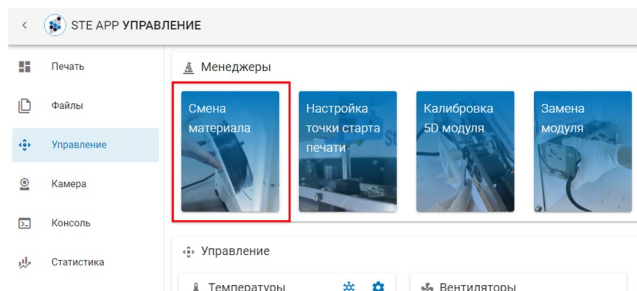 STE APP УПРАВЛЕНИЕ
Печать
Файлы
Управление
Камера
Консоль
Статистика
Менеджеры
Смена
материала
Настройка
точки старта
печати
Калибровка
5D модуля
Замена
модуля
Управление
Температуры
Вентиляторы